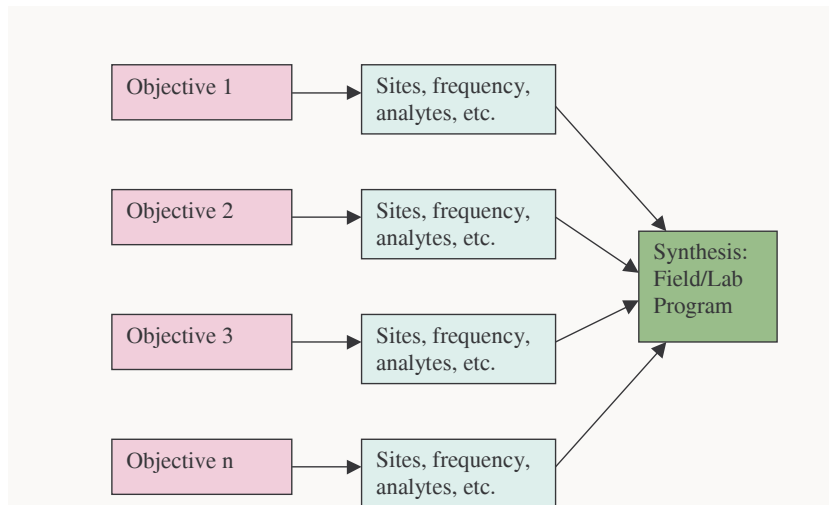 Objective 1
Sites, frequency,
analytes, etc.
Objective 2
Sites, frequency,
analytes, etc.
Synthesis:
Field/Lab
Program
Objective 3
Sites, frequency,
analytes, etc.
Objective n
Sites, frequency,
analytes, etc.